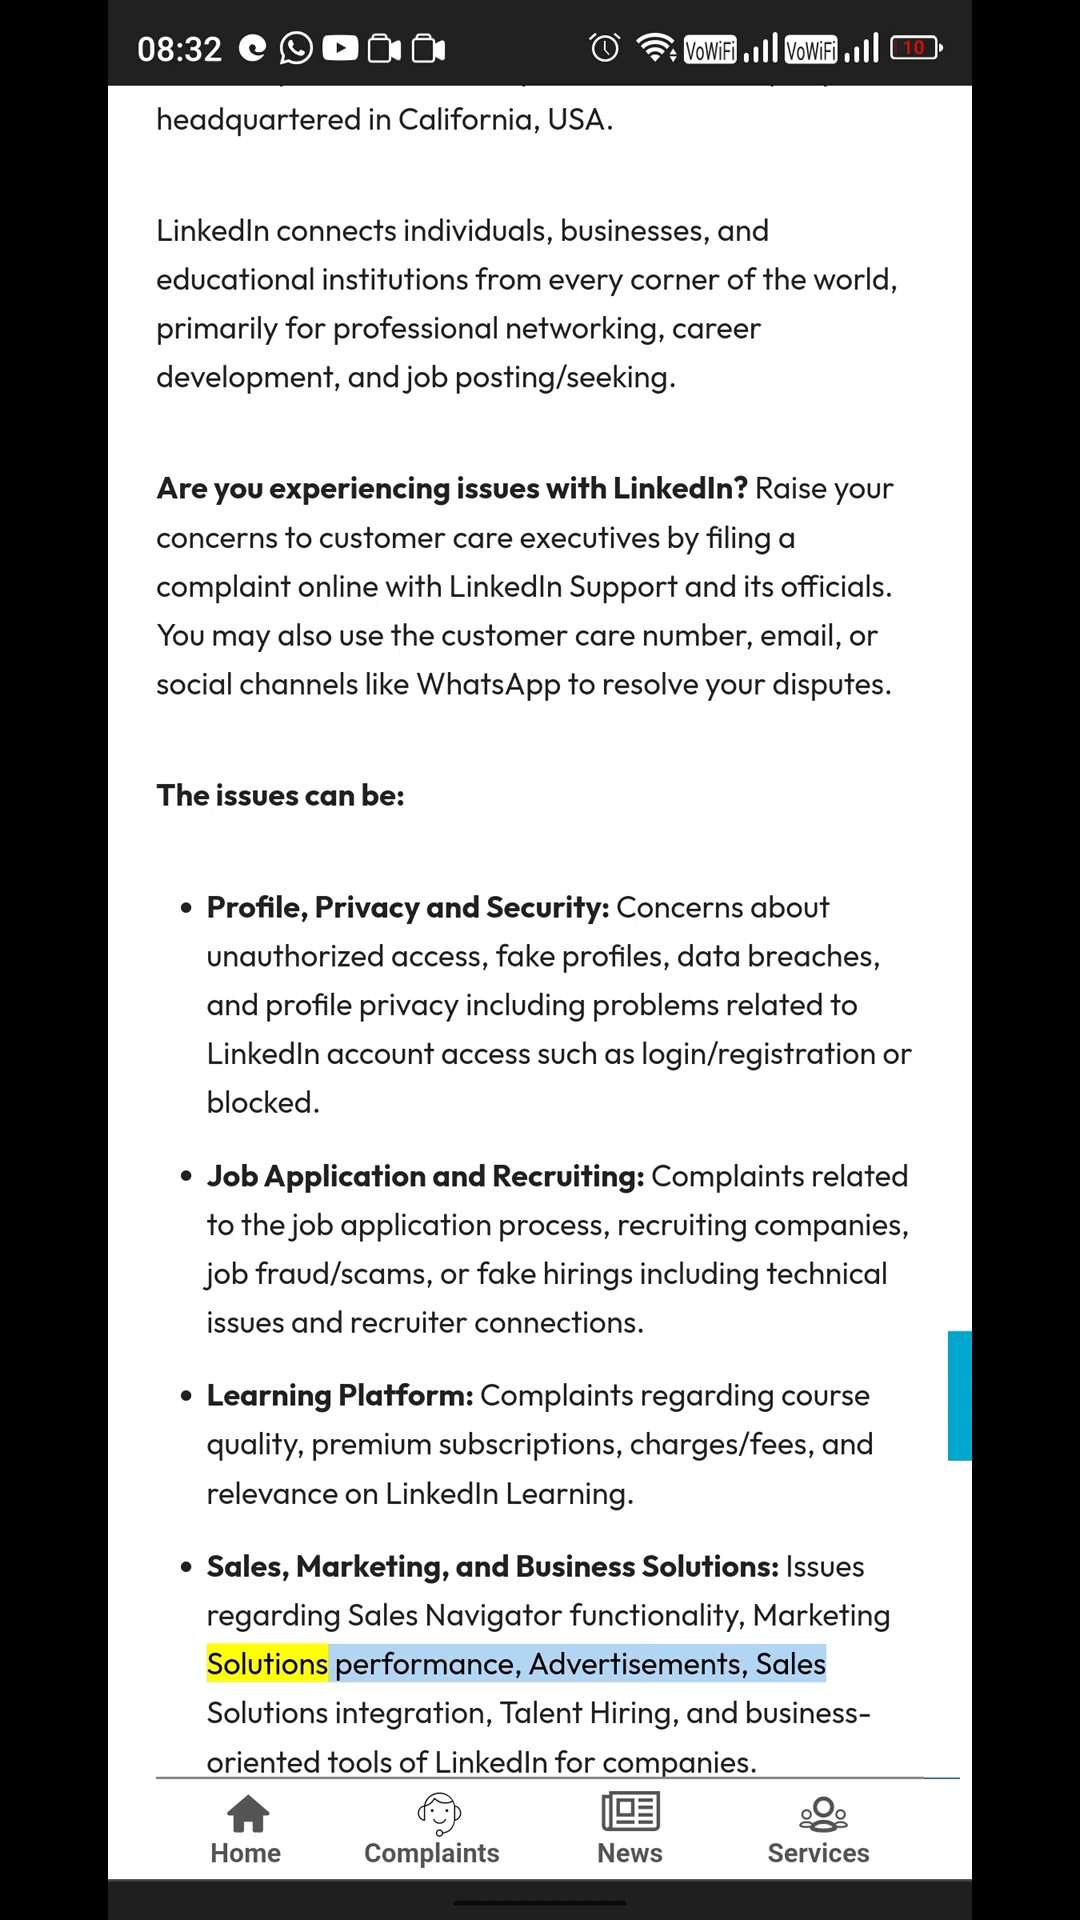 08:32 VoWiFi VoWiFi 10
headquartered in California, USA.
LinkedIn connects individuals, businesses, and
educational institutions from every corner of the world,
primarily for professional networking, career
development, and job posting/seeking.
Are you experiencing issues with LinkedIn? Raise your
concerns to customer care executives by filing a
complaint online with LinkedIn Support and its officials.
You may also use the customer care number, email, or
social channels like WhatsApp to resolve your disputes.
The issues can be:
• Profile, Privacy and Security: Concerns about
unauthorized access, fake profiles, data breaches,
and profile privacy including problems related to
LinkedIn account access such as login/registration or
blocked.
• Job Application and Recruiting: Complaints related
to the job application process, recruiting companies,
job fraud/scams, or fake hirings including technical
issues and recruiter connections.
• Learning Platform: Complaints regarding course
quality, premium subscriptions, charges/fees, and
relevance on LinkedIn Learning.
• Sales, Marketing, and Business Solutions: Issues
regarding Sales Navigator functionality, Marketing
Solutions performance, Advertisements, Sales
Solutions integration, Talent Hiring, and business-
oriented tools of LinkedIn for companies.
Home Complaints News Services